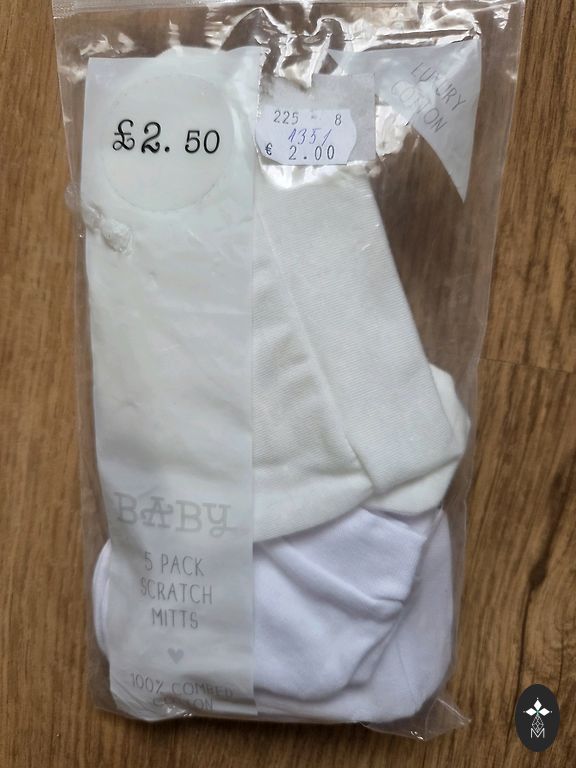 £2. 50
225 8
1351
€ 2.00
LUXURY
COTTON
BABY
5 PACK
SCRATCH
MITTS
100% COMBED
COTTON
M